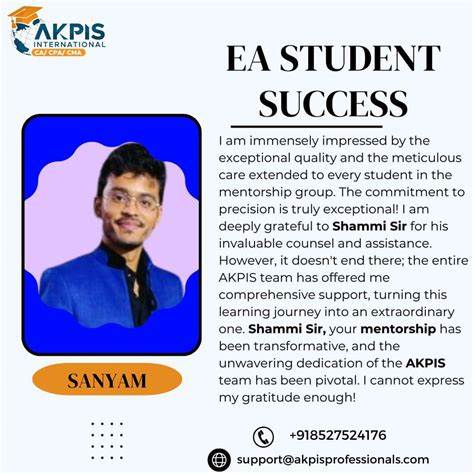 AKPIS
INTERNATIONAL
CA/ CPA/ CMA
EA STUDENT
SUCCESS
I am immensely impressed by the
exceptional quality and the meticulous
care extended to every student in the
mentorship group. The commitment to
precision is truly exceptional! I am
deeply grateful to Shammi Sir for his
invaluable counsel and assistance.
However, it doesn't end there; the entire
AKPIS team has offered me
comprehensive support, turning this
learning journey into an extraordinary
one. Shammi Sir, your mentorship has
been transformative, and the
unwavering dedication of the AKPIS
team has been pivotal. I cannot express
my gratitude enough!
SANYAM
+918527524176
support@akpisprofessionals.com